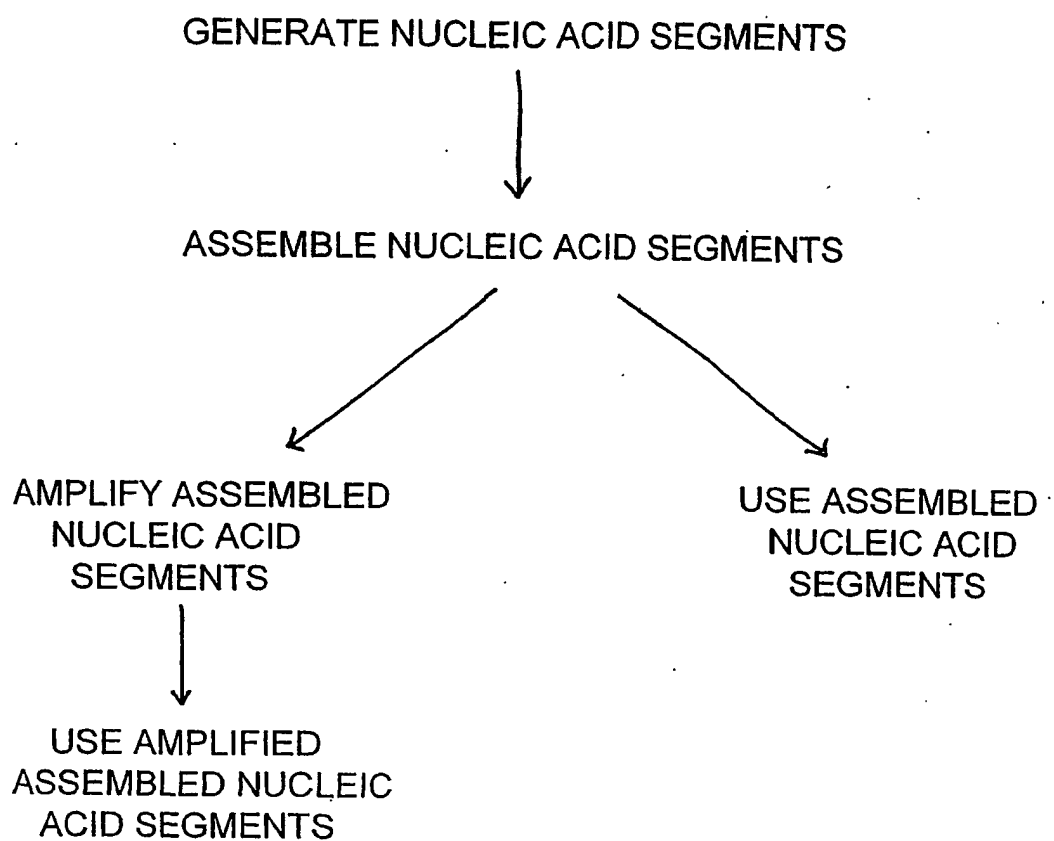 GENERATE NUCLEIC ACID SEGMENTS
ASSEMBLE NUCLEIC ACID SEGMENTS
AMPLIFY ASSEMBLED
NUCLEIC ACID
SEGMENTS
USE ASSEMBLED
NUCLEIC ACID
SEGMENTS
USE AMPLIFIED
ASSEMBLED NUCLEIC
ACID SEGMENTS